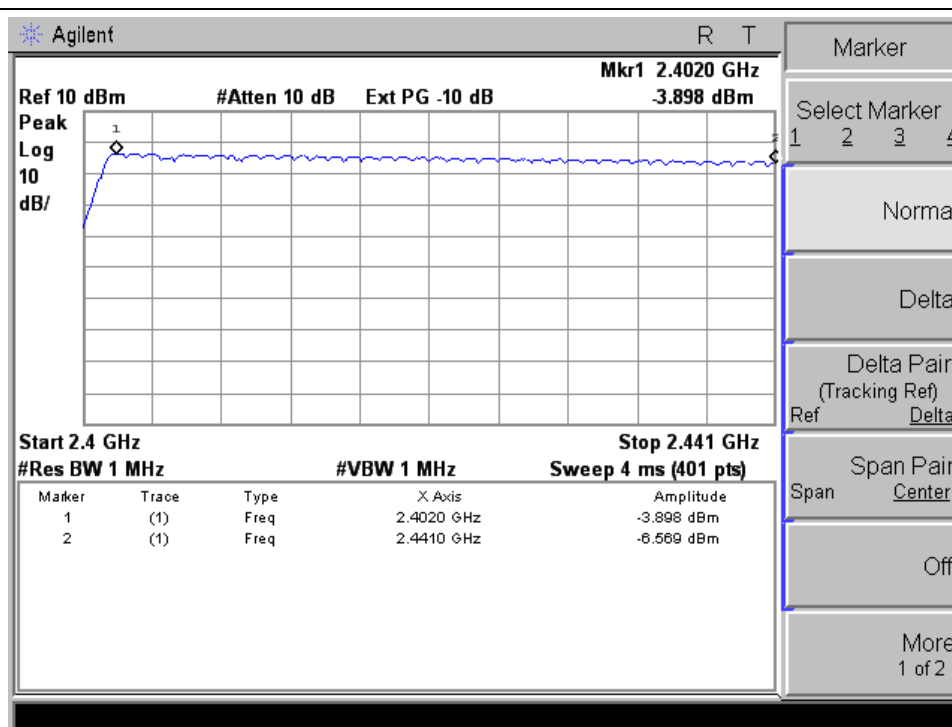 Agilent R T
Mkr1 2.4020 GHz
Ref 10 dBm #Atten 10 dB Ext PG -10 dB -3.898 dBm
Peak
Log
10
dB/
1
2
Start 2.4 GHz Stop 2.441 GHz
#Res BW 1 MHz #VBW 1 MHz Sweep 4 ms (401 pts)
Marker Trace Type X Axis Amplitude
1 (1) Freq 2.4020 GHz -3.898 dBm
2 (1) Freq 2.4410 GHz -6.569 dBm
Marker
Select Marker
1 2 3 4
Norma
Delta
Delta Pair
(Tracking Ref)
Ref Delta
Span Pair
Span Center
Off
More
1 of 2